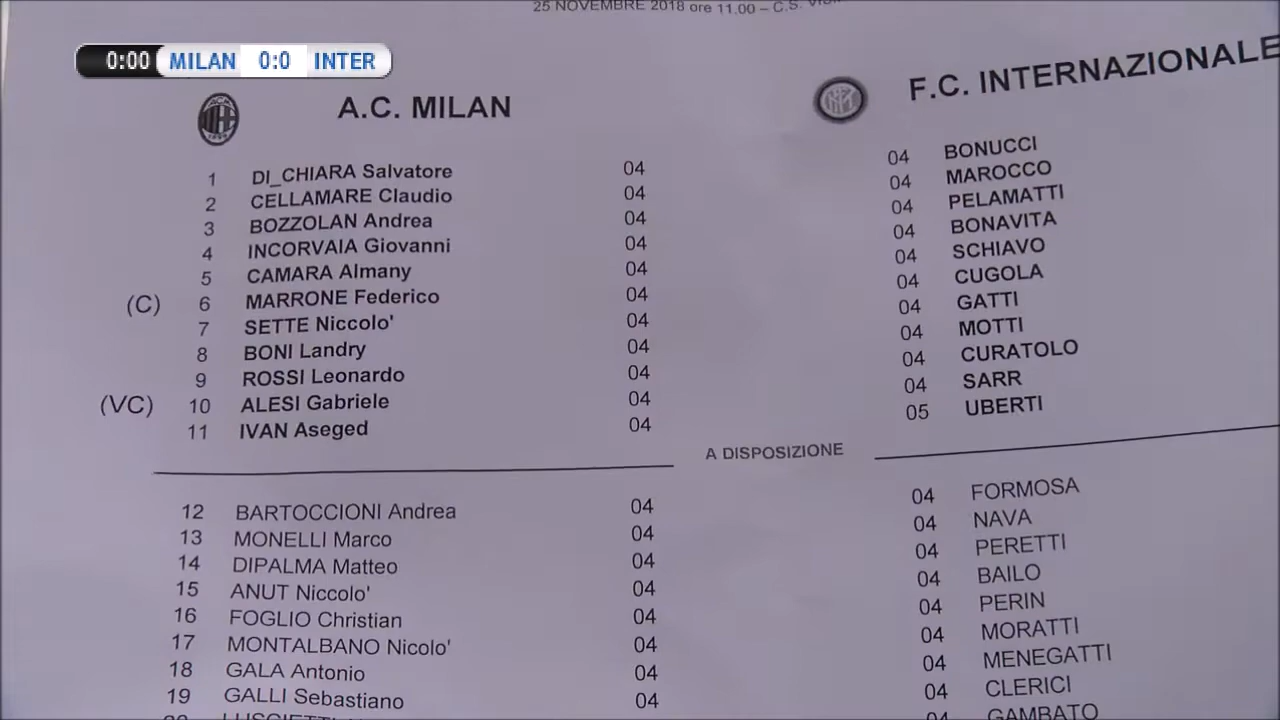 25 NOVEMBRE 2018 ore 11.00 – C.S.
0:00 MILAN 0:0 INTER
A.C. MILAN F.C. INTERNAZIONALE
1 DI_CHIARA Salvatore 04 04 BONUCCI
2 CELLAMARE Claudio 04 04 MAROCCO
3 BOZZOLAN Andrea 04 04 PELAMATTI
4 INCORVAIA Giovanni 04 04 BONAVITA
5 CAMARA Almany 04 04 SCHIAVO
(C) 6 MARRONE Federico 04 04 CUGOLA
7 SETTE Niccolo' 04 04 GATTI
8 BONI Landry 04 04 MOTTI
9 ROSSI Leonardo 04 04 CURATOLO
(VC) 10 ALESI Gabriele 04 04 SARR
11 IVAN Aseged 04 05 UBERTI
A DISPOSIZIONE
12 BARTOCCIONI Andrea 04 04 FORMOSA
13 MONELLI Marco 04 04 NAVA
14 DIPALMA Matteo 04 04 PERETTI
15 ANUT Niccolo' 04 04 BAILO
16 FOGLIO Christian 04 04 PERIN
17 MONTALBANO Nicolo' 04 04 MORATTI
18 GALA Antonio 04 04 MENEGATTI
19 GALLI Sebastiano 04 04 CLERICI
04 GAMBATO